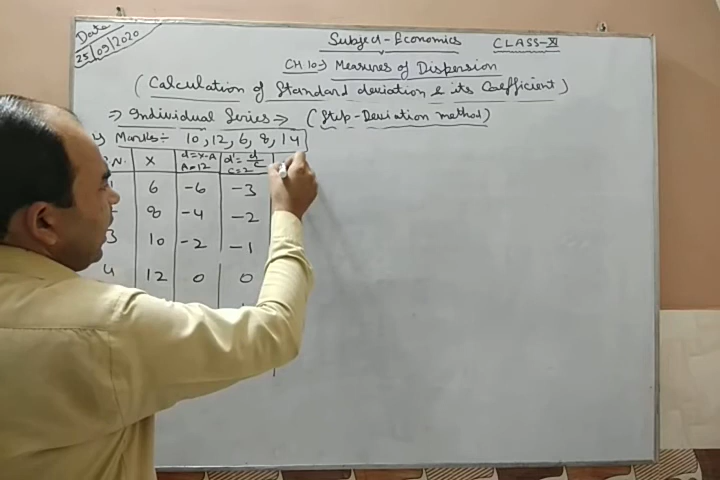 Date
25/09/2020
Subject - Economics CLASS - XI
CH 10 → Measures of Dispersion
(Calculation of Standard deviation & its Coefficient)
⇒ Individual Series ⇒ (Step-Deviation method)
Marks ÷ 10, 12, 6, 8, 14
.N. X d=X-A A=12 d'=d/c c=2
6 -6 -3
8 -4 -2
3 10 -2 -1
4 12 0 0